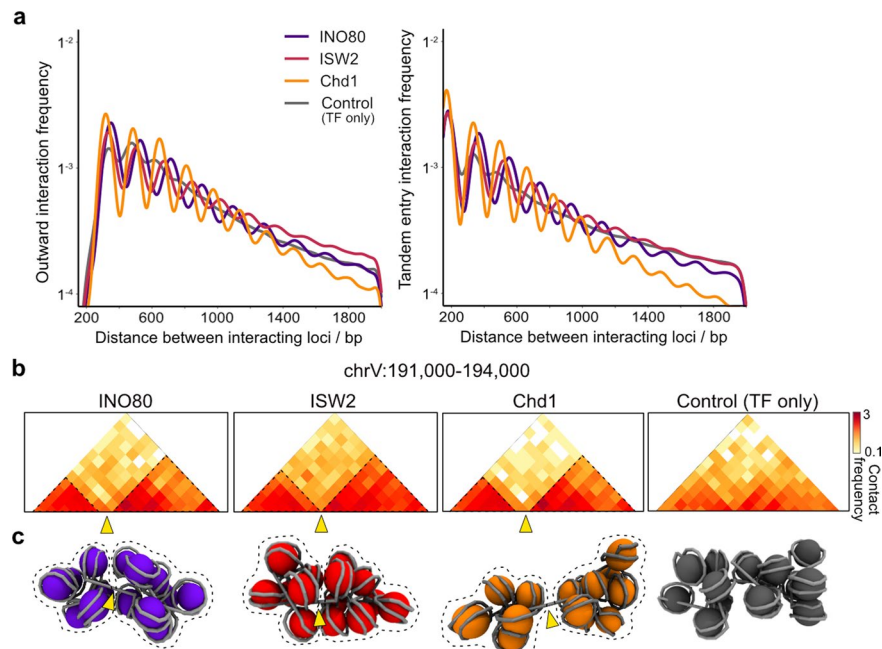 a
1-2
1-3
1-4
Outward interaction frequency
200 600 1000 1400 1800
Distance between interacting loci / bp
INO80
ISW2
Chd1
Control
(TF only)
1-2
1-3
1-4
Tandem entry interaction frequency
200 600 1000 1400 1800
Distance between interacting loci / bp
b
chrV:191,000-194,000
INO80 ISW2 Chd1 Control (TF only)
3
0.1
Contact
frequency
c